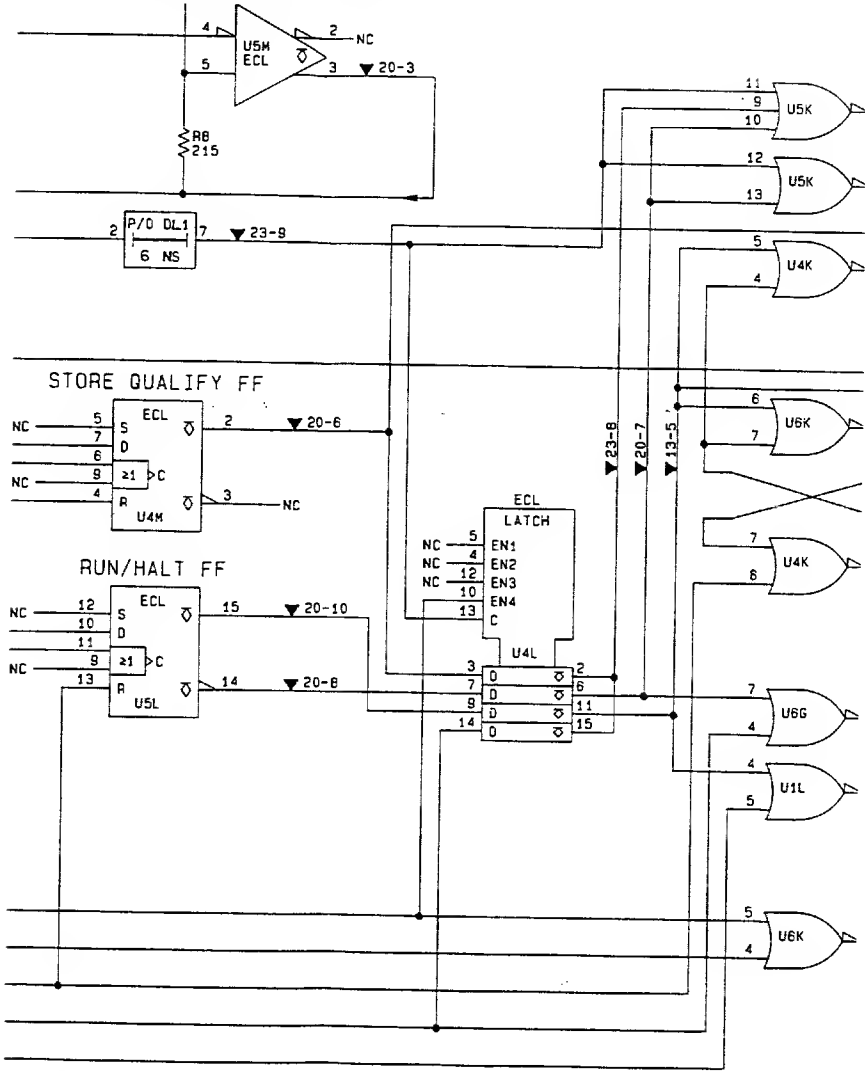 4 2 NC
U5M
ECL
5 3 20-3
R8
215
11
9 U5K
10
12 U5K
13
P/O DL1
2 7 23-9
6 NS
5 U4K
4
STORE QUALIFY FF
ECL
NC 5 S 2 20-6
7 D
6
NC 9 ≥1 C
4 R 3 NC
U4M
6 U6K
7
23-8
20-7
13-5
RUN/HALT FF
ECL
NC 12 S 15 20-10
10 D
11
NC 9 ≥1 C
13 R 14 20-8
U5L
ECL
LATCH
NC 5 EN1
NC 4 EN2
NC 12 EN3
10 EN4
13 C
U4L
3 D 2
7 D 6
9 D 11
14 D 15
7 U4K
6
7 U6G
4
4 U1L
5
5 U6K
4